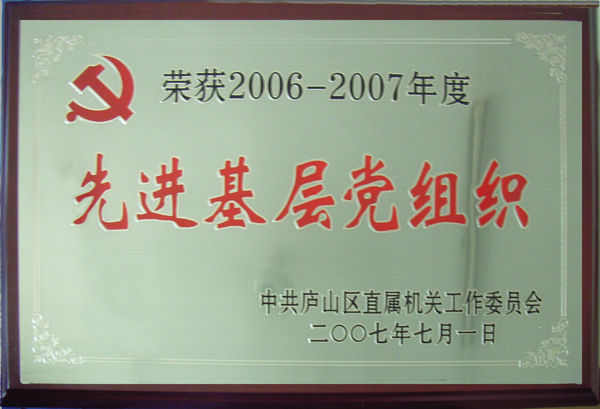 荣获2006-2007年度
先进基层党组织
中共庐山区直属机关工作委员会
二〇〇七年七月一日